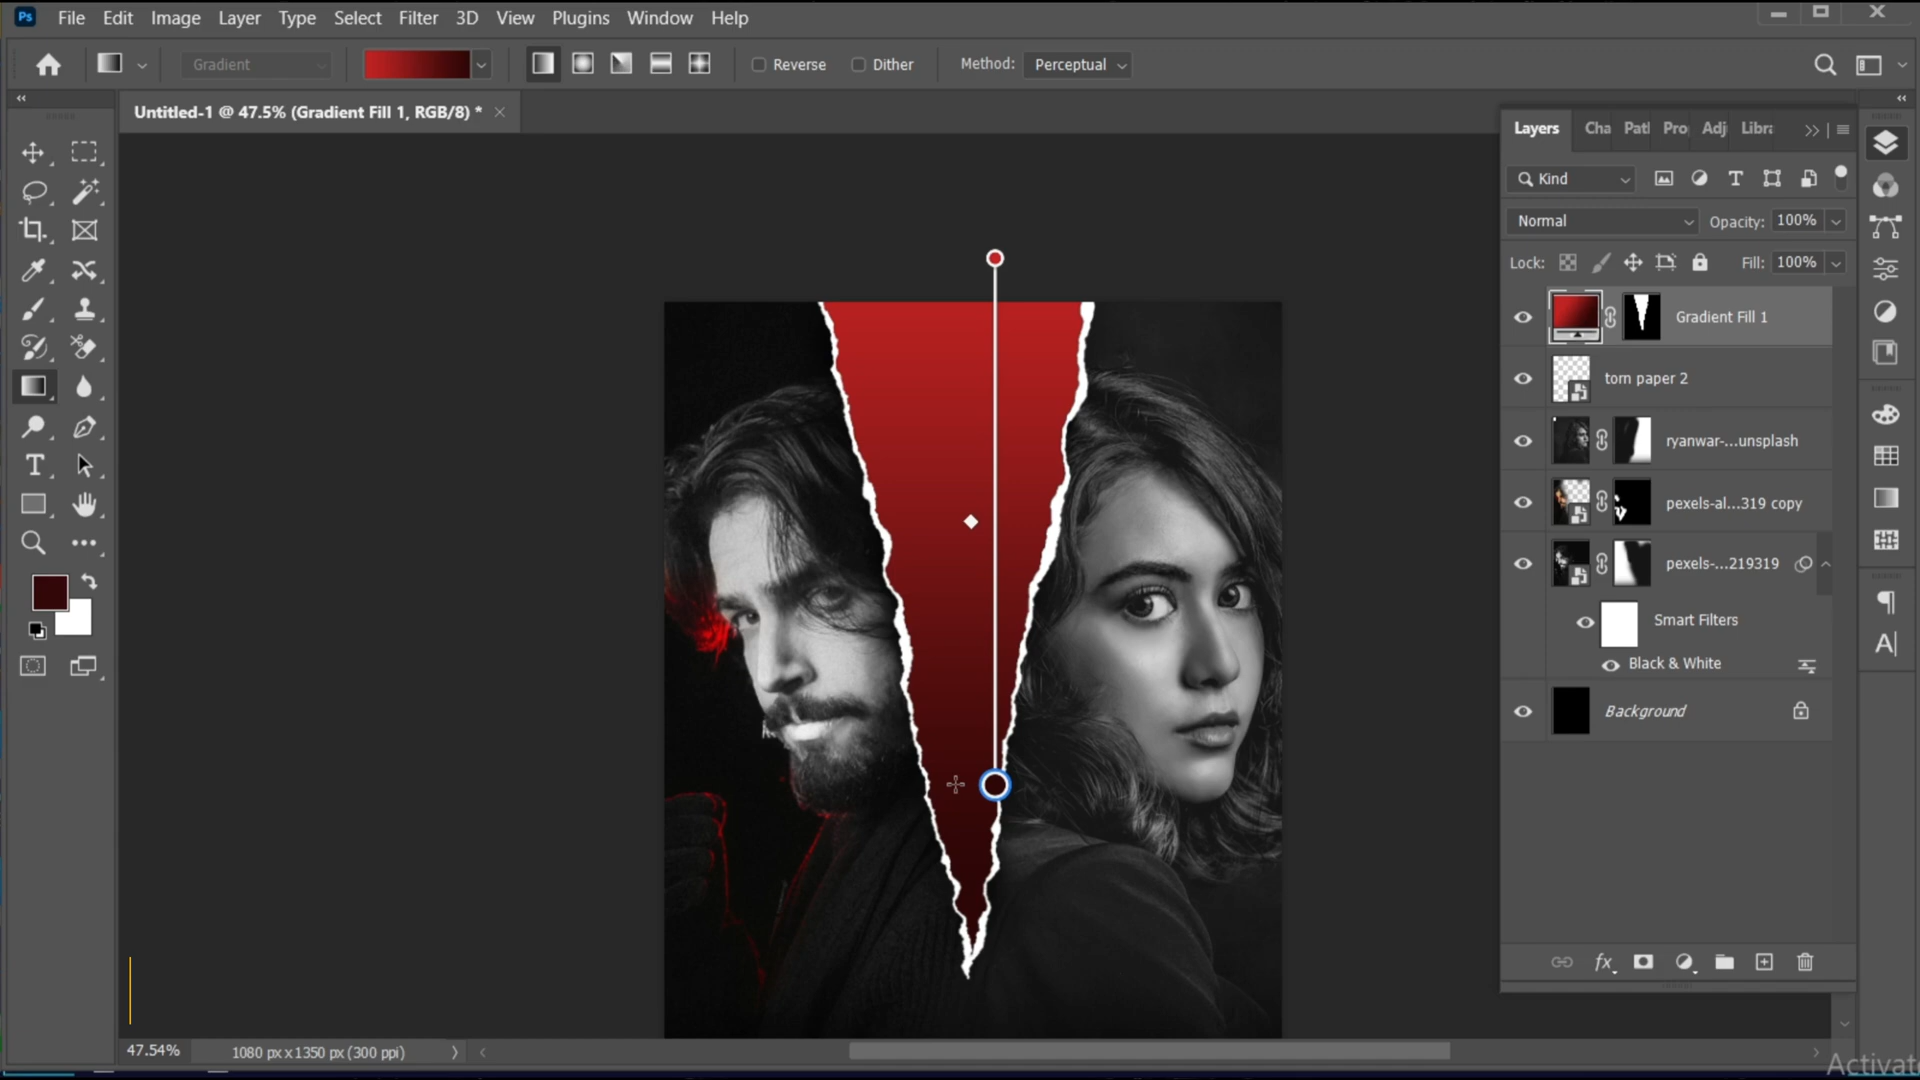 Ps File Edit Image Layer Type Select Filter 3D View Plugins Window Help
Gradient Reverse Dither Method: Perceptual
Untitled-1 @ 47.5% (Gradient Fill 1, RGB/8) *
Layers Cha Patl Pro Adj Libra
Kind
Normal Opacity: 100%
Lock: Fill: 100%
Gradient Fill 1
torn paper 2
ryanwar-...unsplash
pexels-al...319 copy
pexels-...219319
Smart Filters
Black & White
Background
fx
47.54% 1080 px x 1350 px (300 ppi)
Activat